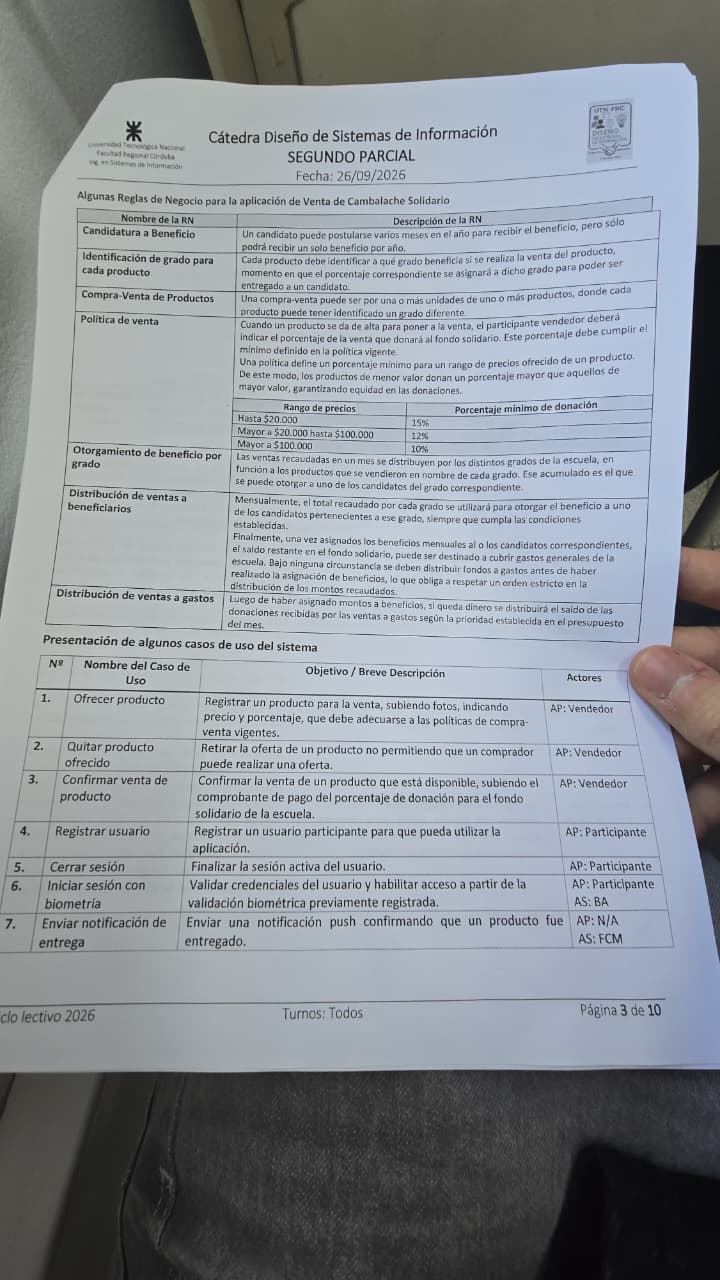 Universidad Tecnológica Nacional
Facultad Regional Córdoba
Ing. en Sistemas de Información
Cátedra Diseño de Sistemas de Información
SEGUNDO PARCIAL
Fecha: 26/09/2026
UTN-FRC
DISEÑO
Algunas Reglas de Negocio para la aplicación de Venta de Cambalache Solidario
Nombre de la RN
Descripción de la RN
Candidatura a Beneficio
Un candidato puede postularse varios meses en el año para recibir el beneficio, pero sólo
podrá recibir un solo beneficio por año.
Identificación de grado para
cada producto
Cada producto debe identificar a qué grado beneficia si se realiza la venta del producto,
momento en que el porcentaje correspondiente se asignará a dicho grado para poder ser
entregado a un candidato.
Compra-Venta de Productos
Una compra-venta puede ser por una o más unidades de uno o más productos, donde cada
producto puede tener identificado un grado diferente.
Política de venta
Cuando un producto se da de alta para poner a la venta, el participante vendedor deberá
indicar el porcentaje de la venta que donará al fondo solidario. Este porcentaje debe cumplir el
mínimo definido en la política vigente.
Una política define un porcentaje mínimo para un rango de precios ofrecido de un producto.
De este modo, los productos de menor valor donan un porcentaje mayor que aquellos de
mayor valor, garantizando equidad en las donaciones.
Rango de precios
Porcentaje mínimo de donación
Hasta $20.000
15%
Mayor a $20.000 hasta $100.000
12%
Mayor a $100.000
10%
Otorgamiento de beneficio por
grado
Las ventas recaudadas en un mes se distribuyen por los distintos grados de la escuela, en
función a los productos que se vendieron en nombre de cada grado. Ese acumulado es el que
se puede otorgar a uno de los candidatos del grado correspondiente.
Distribución de ventas a
beneficiarios
Mensualmente, el total recaudado por cada grado se utilizará para otorgar el beneficio a uno
de los candidatos pertenecientes a ese grado, siempre que cumpla las condiciones
establecidas.
Finalmente, una vez asignados los beneficios mensuales al o los candidatos correspondientes,
el saldo restante en el fondo solidario, puede ser destinado a cubrir gastos generales de la
escuela. Bajo ninguna circunstancia se deben distribuir fondos a gastos antes de haber
realizado la asignación de beneficios, lo que obliga a respetar un orden estricto en la
distribución de los montos recaudados.
Distribución de ventas a gastos
Luego de haber asignado montos a beneficios, si queda dinero se distribuirá el saldo de las
donaciones recibidas por las ventas a gastos según la prioridad establecida en el presupuesto
del mes.
Presentación de algunos casos de uso del sistema
Nº
Nombre del Caso de
Uso
Objetivo / Breve Descripción
Actores
1.
Ofrecer producto
Registrar un producto para la venta, subiendo fotos, indicando
precio y porcentaje, que debe adecuarse a las políticas de compra-
venta vigentes.
AP: Vendedor
2.
Quitar producto
ofrecido
Retirar la oferta de un producto no permitiendo que un comprador
puede realizar una oferta.
AP: Vendedor
3.
Confirmar venta de
producto
Confirmar la venta de un producto que está disponible, subiendo el
comprobante de pago del porcentaje de donación para el fondo
solidario de la escuela.
AP: Vendedor
4.
Registrar usuario
Registrar un usuario participante para que pueda utilizar la
aplicación.
AP: Participante
5.
Cerrar sesión
Finalizar la sesión activa del usuario.
AP: Participante
6.
Iniciar sesión con
biometría
Validar credenciales del usuario y habilitar acceso a partir de la
validación biométrica previamente registrada.
AP: Participante
AS: BA
7.
Enviar notificación de
entrega
Enviar una notificación push confirmando que un producto fue
entregado.
AP: N/A
AS: FCM
clo lectivo 2026
Turnos: Todos
Página 3 de 10